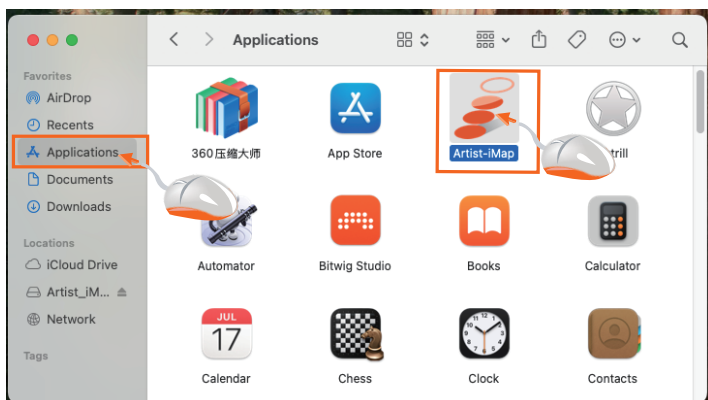 Applications
Favorites
AirDrop
Recents
Applications
Documents
Downloads
Locations
iCloud Drive
Artist_iM...
Network
Tags
360压缩大师
App Store
Artist-iMap
trill
Automator
Bitwig Studio
Books
Calculator
JUL
17
Calendar
Chess
Clock
Contacts